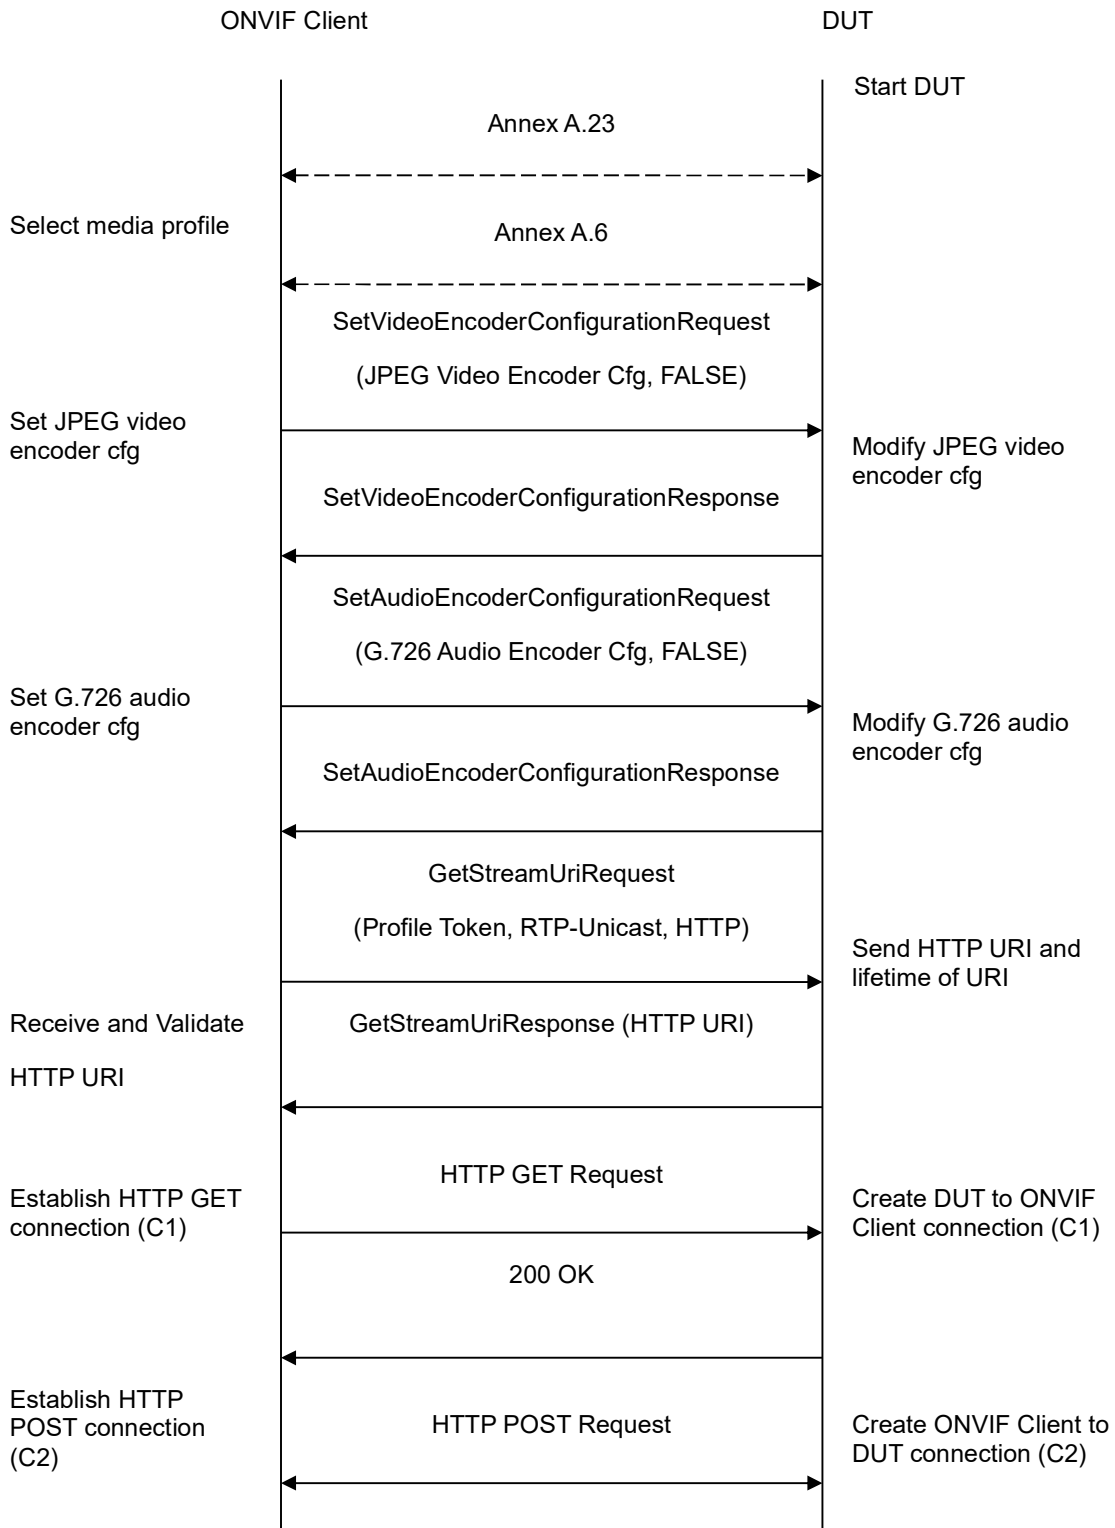 ONVIF Client
DUT
Start DUT
Annex A.23
Select media profile
Annex A.6
SetVideoEncoderConfigurationRequest
(JPEG Video Encoder Cfg, FALSE)
Set JPEG video
encoder cfg
Modify JPEG video
encoder cfg
SetVideoEncoderConfigurationResponse
SetAudioEncoderConfigurationRequest
(G.726 Audio Encoder Cfg, FALSE)
Set G.726 audio
encoder cfg
Modify G.726 audio
encoder cfg
SetAudioEncoderConfigurationResponse
GetStreamUriRequest
(Profile Token, RTP-Unicast, HTTP)
Send HTTP URI and
lifetime of URI
Receive and Validate
HTTP URI
GetStreamUriResponse (HTTP URI)
HTTP GET Request
Establish HTTP GET
connection (C1)
Create DUT to ONVIF
Client connection (C1)
200 OK
Establish HTTP
POST connection
(C2)
HTTP POST Request
Create ONVIF Client to
DUT connection (C2)